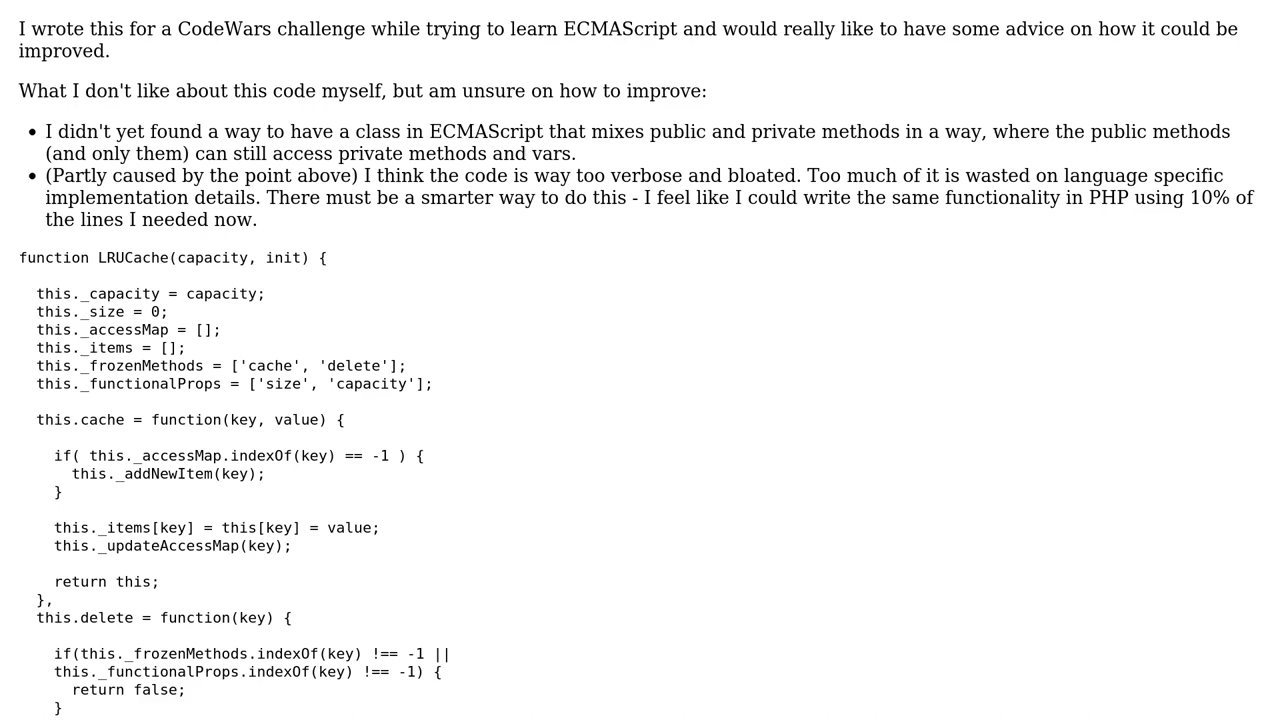 I wrote this for a CodeWars challenge while trying to learn ECMAScript and would really like to have some advice on how it could be
improved.
What I don't like about this code myself, but am unsure on how to improve:
• I didn't yet found a way to have a class in ECMAScript that mixes public and private methods in a way, where the public methods
(and only them) can still access private methods and vars.
• (Partly caused by the point above) I think the code is way too verbose and bloated. Too much of it is wasted on language specific
implementation details. There must be a smarter way to do this - I feel like I could write the same functionality in PHP using 10% of
the lines I needed now.
function LRUCache(capacity, init) {
  this._capacity = capacity;
  this._size = 0;
  this._accessMap = [];
  this._items = [];
  this._frozenMethods = ['cache', 'delete'];
  this._functionalProps = ['size', 'capacity'];
  this.cache = function(key, value) {
    if( this._accessMap.indexOf(key) == -1 ) {
      this._addNewItem(key);
    }
    this._items[key] = this[key] = value;
    this._updateAccessMap(key);
    return this;
  },
  this.delete = function(key) {
    if(this._frozenMethods.indexOf(key) !== -1 ||
    this._functionalProps.indexOf(key) !== -1) {
      return false;
    }